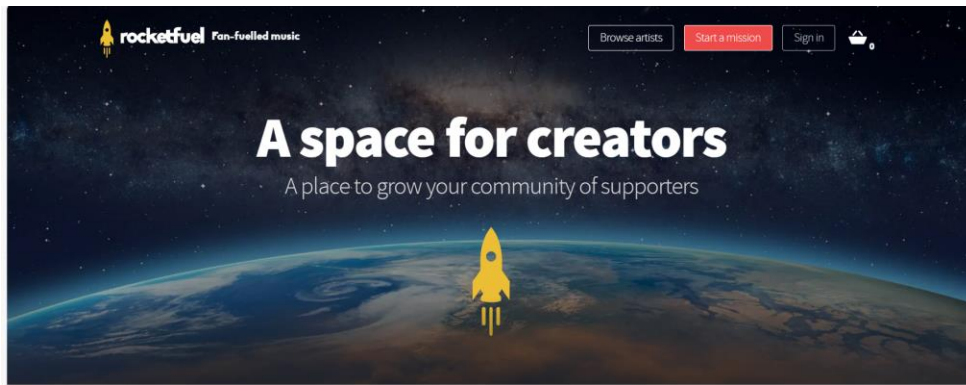 rocketfuel Fan-fuelled music
Browse artists
Start a mission
Sign in
0
A space for creators
A place to grow your community of supporters